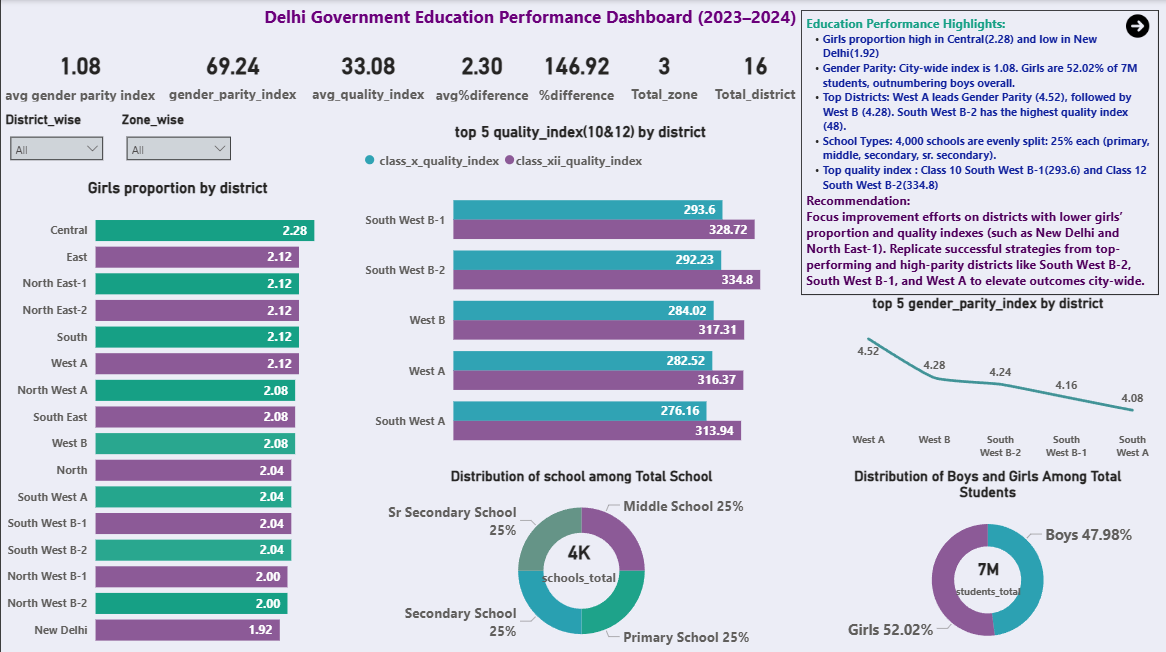 Delhi Government Education Performance Dashboard (2023–2024)
1.08
avg gender parity index
69.24
gender_parity_index
33.08
avg_quality_index
2.30
avg%diference
146.92
%difference
3
Total_zone
16
Total_district
District_wise
All
Zone_wise
All
Education Performance Highlights:
• Girls proportion high in Central(2.28) and low in New
Delhi(1.92)
• Gender Parity: City-wide index is 1.08. Girls are 52.02% of 7M
students, outnumbering boys overall.
• Top Districts: West A leads Gender Parity (4.52), followed by
West B (4.28). South West B-2 has the highest quality index
(48).
• School Types: 4,000 schools are evenly split: 25% each (primary,
middle, secondary, sr. secondary).
• Top quality index : Class 10 South West B-1(293.6) and Class 12
South West B-2(334.8)
Recommendation:
Focus improvement efforts on districts with lower girls’
proportion and quality indexes (such as New Delhi and
North East-1). Replicate successful strategies from top-
performing and high-parity districts like South West B-2,
South West B-1, and West A to elevate outcomes city-wide.
Girls proportion by district
Central 2.28
East 2.12
North East-1 2.12
North East-2 2.12
South 2.12
West A 2.12
North West A 2.08
South East 2.08
West B 2.08
North 2.04
South West A 2.04
South West B-1 2.04
South West B-2 2.04
North West B-1 2.00
North West B-2 2.00
New Delhi 1.92
top 5 quality_index(10&12) by district
class_x_quality_index class_xii_quality_index
South West B-1
293.6
328.72
South West B-2
292.23
334.8
West B
284.02
317.31
West A
282.52
316.37
South West A
276.16
313.94
top 5 gender_parity_index by district
4.52
4.28
4.24
4.16
4.08
West A
West B
South
West B-2
South
West B-1
South
West A
Distribution of school among Total School
Sr Secondary School
25%
Middle School 25%
4K
schools_total
Secondary School
25%
Primary School 25%
Distribution of Boys and Girls Among Total
Students
Boys 47.98%
7M
students_total
Girls 52.02%